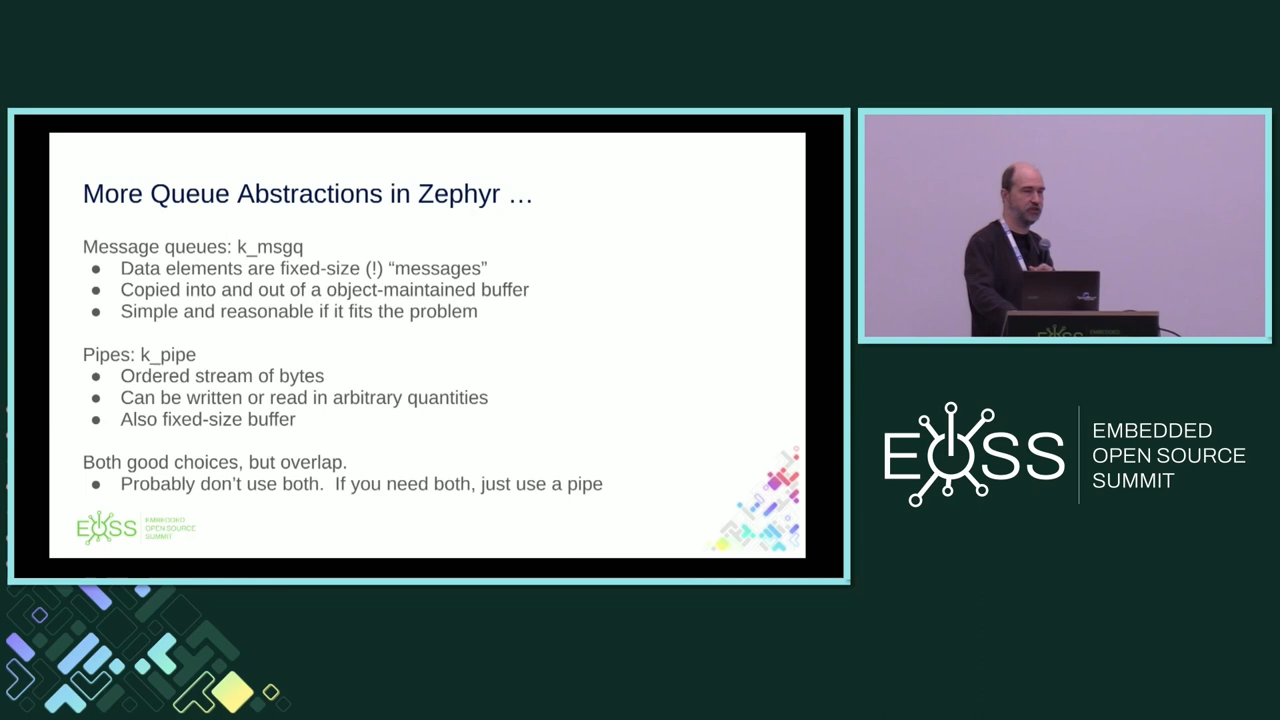 More Queue Abstractions in Zephyr …
Message queues: k_msgq
● Data elements are fixed-size (!) “messages”
● Copied into and out of a object-maintained buffer
● Simple and reasonable if it fits the problem
Pipes: k_pipe
● Ordered stream of bytes
● Can be written or read in arbitrary quantities
● Also fixed-size buffer
Both good choices, but overlap.
● Probably don’t use both. If you need both, just use a pipe
EOSS
EMBEDDED
OPEN SOURCE
SUMMIT
EOSS
EMBEDDED
OPEN SOURCE
SUMMIT